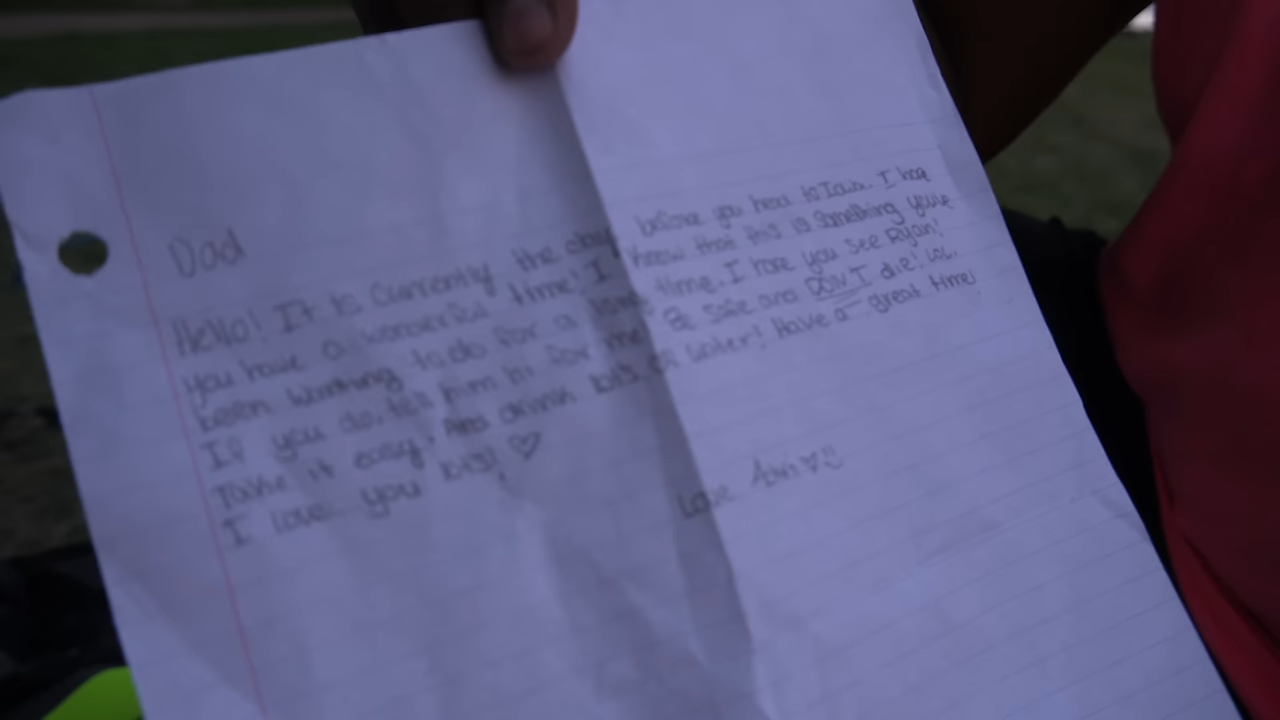 Dad
Hello! It is currently the day before you head to Iowa. I hope
you have a wonderful time! I know that this is something you've
been wanting to do for a long time. I hope you see Ryan!
If you do, tell him hi for me! Be safe and DON'T die! lol.
Take it easy. And drink lots of water! Have a great time!
I love you lots! ♡
Love